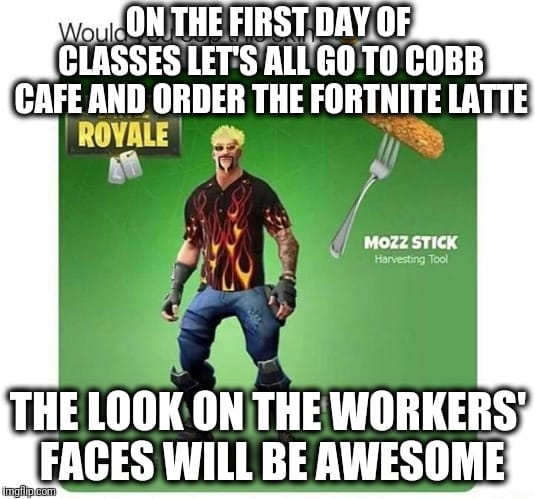 Would
ON THE FIRST DAY OF
CLASSES LET'S ALL GO TO COBB
CAFE AND ORDER THE FORTNITE LATTE
ROYALE
MOZZ STICK
Harvesting Tool
THE LOOK ON THE WORKERS'
FACES WILL BE AWESOME
imgflip.com